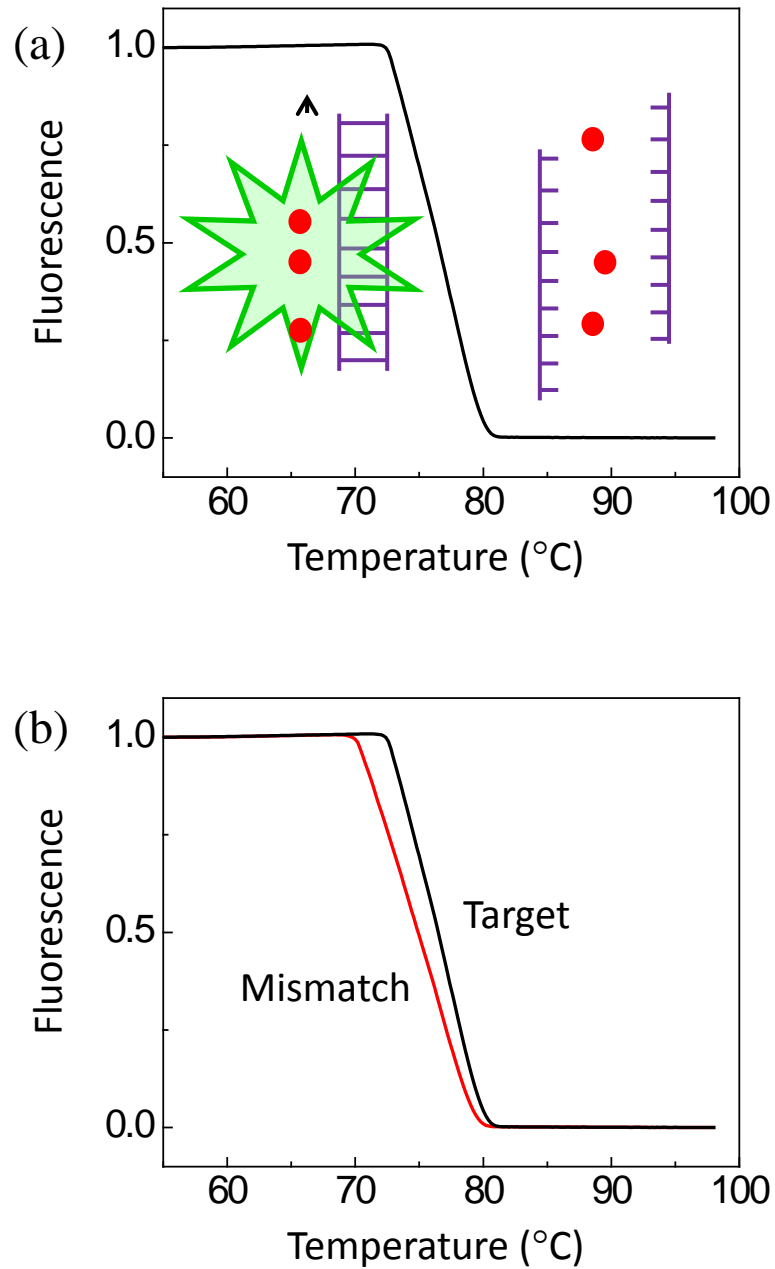 (a)
Fluorescence
1.0
0.5
0.0
60 70 80 90 100
Temperature (°C)
(b)
Fluorescence
1.0
0.5
0.0
Target
Mismatch
60 70 80 90 100
Temperature (°C)